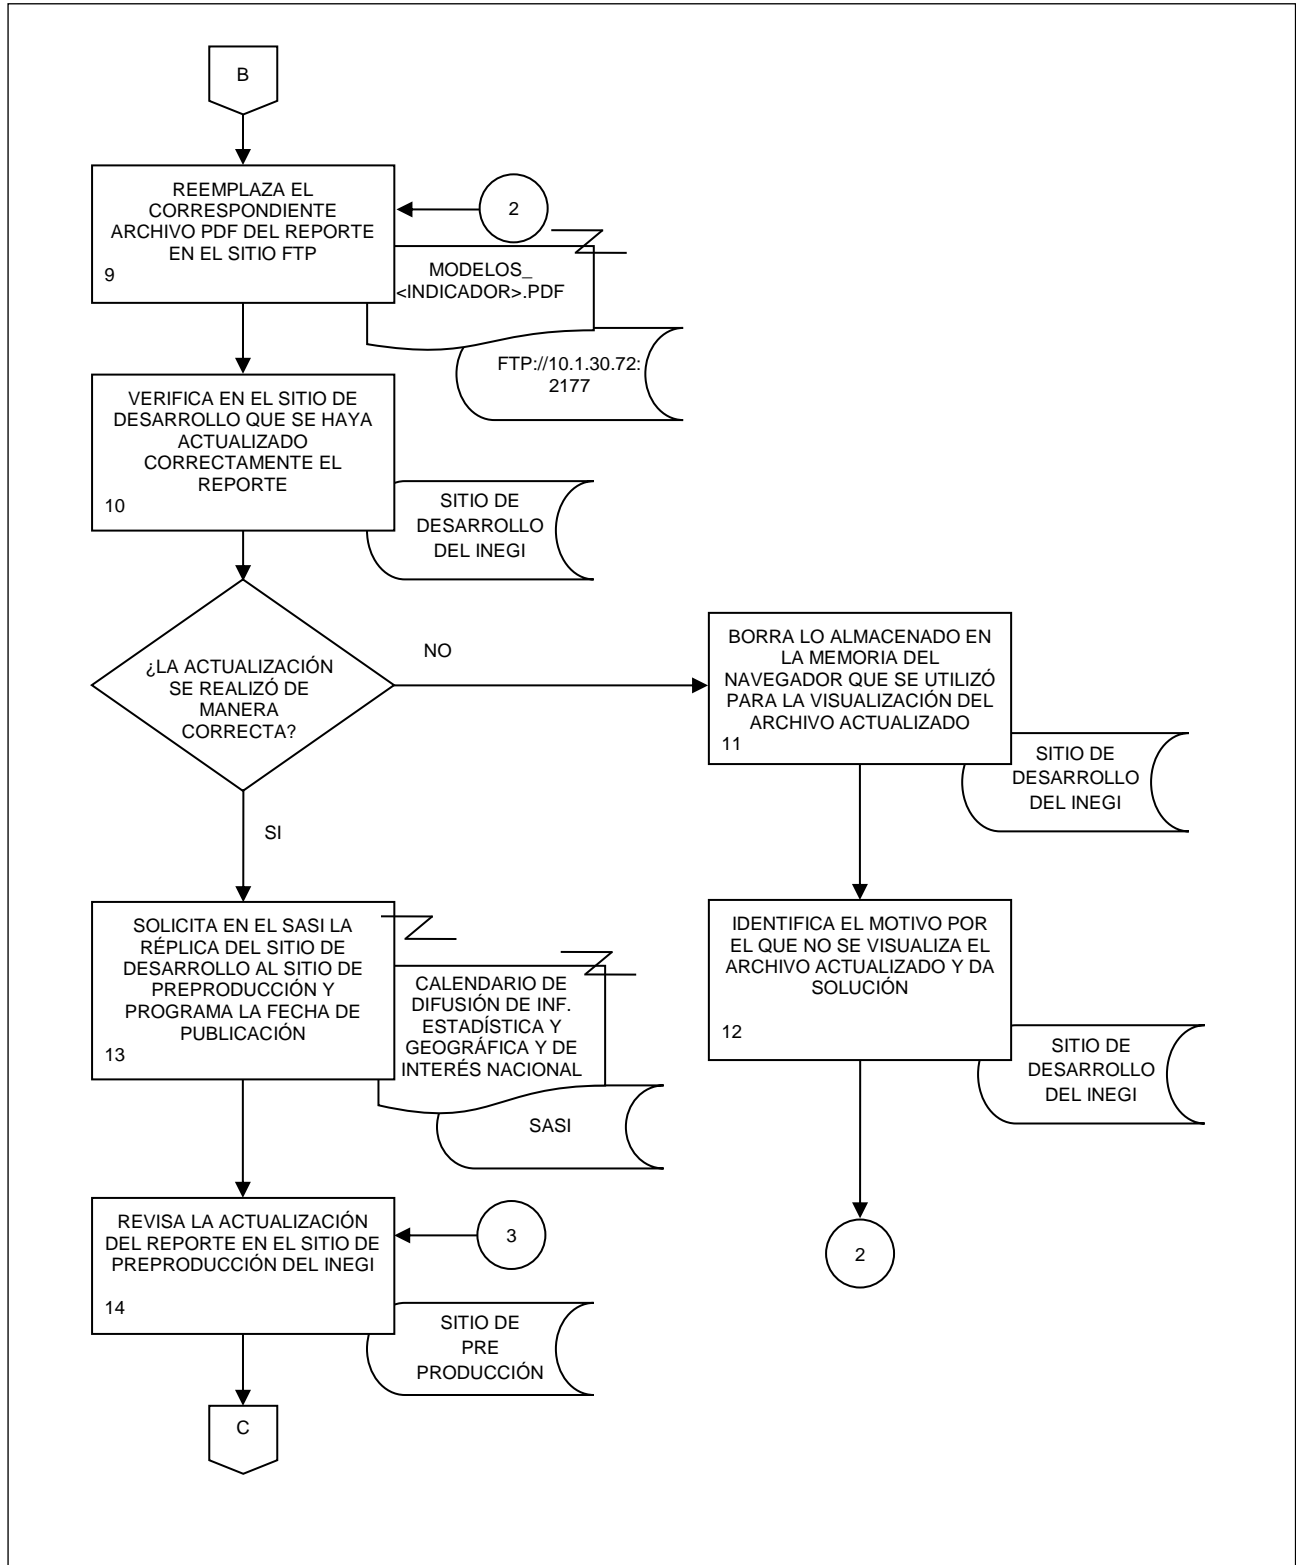 B
REEMPLAZA EL
CORRESPONDIENTE
ARCHIVO PDF DEL REPORTE
EN EL SITIO FTP
9
2
MODELOS_
<INDICADOR>.PDF
FTP://10.1.30.72:
2177
VERIFICA EN EL SITIO DE
DESARROLLO QUE SE HAYA
ACTUALIZADO
CORRECTAMENTE EL
REPORTE
10
SITIO DE
DESARROLLO
DEL INEGI
¿LA ACTUALIZACIÓN
SE REALIZÓ DE
MANERA
CORRECTA?
NO
BORRA LO ALMACENADO EN
LA MEMORIA DEL
NAVEGADOR QUE SE UTILIZÓ
PARA LA VISUALIZACIÓN DEL
ARCHIVO ACTUALIZADO
11
SITIO DE
DESARROLLO
DEL INEGI
SI
SOLICITA EN EL SASI LA
RÉPLICA DEL SITIO DE
DESARROLLO AL SITIO DE
PREPRODUCCIÓN Y
PROGRAMA LA FECHA DE
PUBLICACIÓN
13
CALENDARIO DE
DIFUSIÓN DE INF.
ESTADÍSTICA Y
GEOGRÁFICA Y DE
INTERÉS NACIONAL
SASI
IDENTIFICA EL MOTIVO POR
EL QUE NO SE VISUALIZA EL
ARCHIVO ACTUALIZADO Y DA
SOLUCIÓN
12
SITIO DE
DESARROLLO
DEL INEGI
REVISA LA ACTUALIZACIÓN
DEL REPORTE EN EL SITIO DE
PREPRODUCCIÓN DEL INEGI
14
3
2
SITIO DE
PRE
PRODUCCIÓN
C